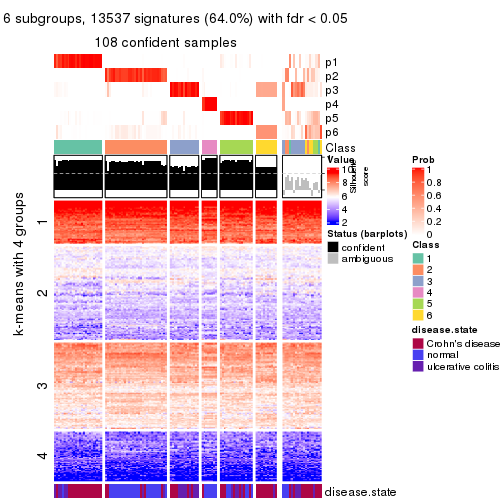 6 subgroups, 13537 signatures (64.0%) with fdr < 0.05
108 confident samples
p1
p2
p3
p4
p5
p6
Class
Silhouette
score
k-means with 4 groups
1
2
3
4
disease.state
Value
10
8
6
4
2
Status (barplots)
confident
ambiguous
Prob
1
0.8
0.6
0.4
0.2
0
Class
1
2
3
4
5
6
disease.state
Crohn's disease
normal
ulcerative colitis